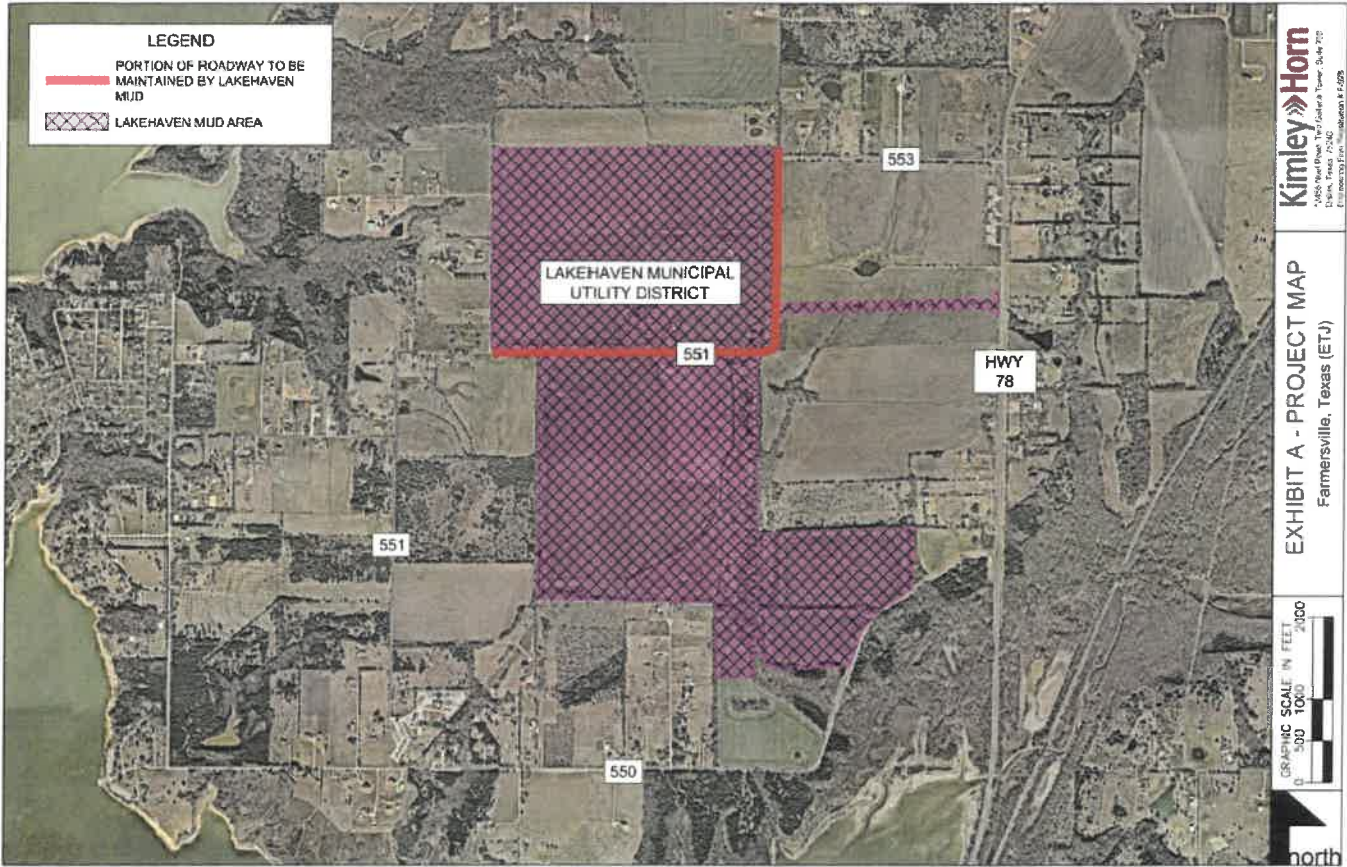 LEGEND
PORTION OF ROADWAY TO BE
MAINTAINED BY LAKEHAVEN
MUD
LAKEHAVEN MUD AREA
553
LAKEHAVEN MUNICIPAL
UTILITY DISTRICT
551
HWY
78
551
550
Kimley»Horn
EXHIBIT A - PROJECT MAP
Farmersville, Texas (ETJ)
GRAPHIC SCALE IN FEET
0 500 1000 2000
north